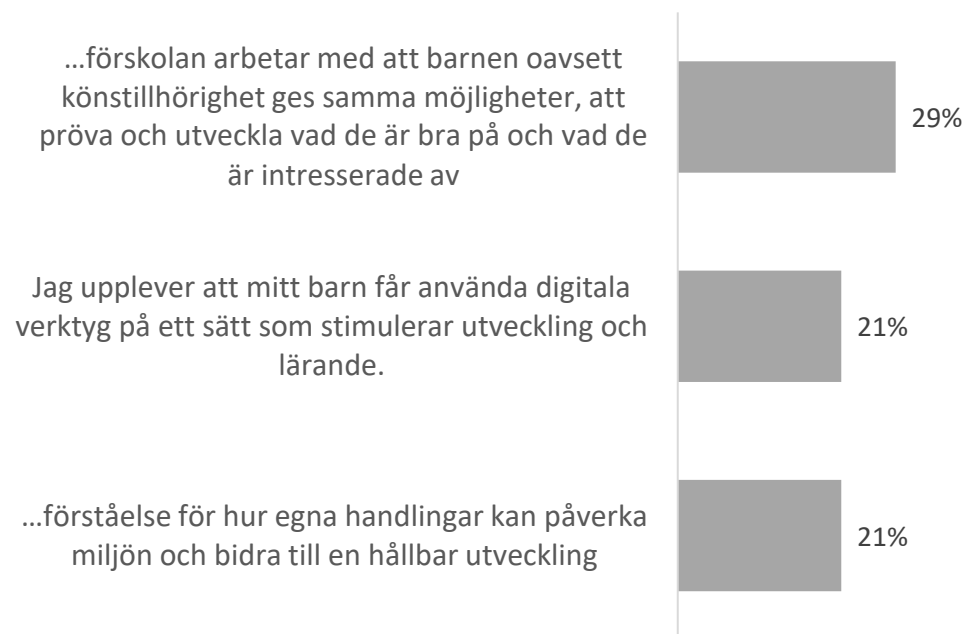 ...förskolan arbetar med att barnen oavsett
könstillhörighet ges samma möjligheter, att
pröva och utveckla vad de är bra på och vad de
är intresserade av
29%
Jag upplever att mitt barn får använda digitala
verktyg på ett sätt som stimulerar utveckling och
lärande.
21%
...förståelse för hur egna handlingar kan påverka
miljön och bidra till en hållbar utveckling
21%